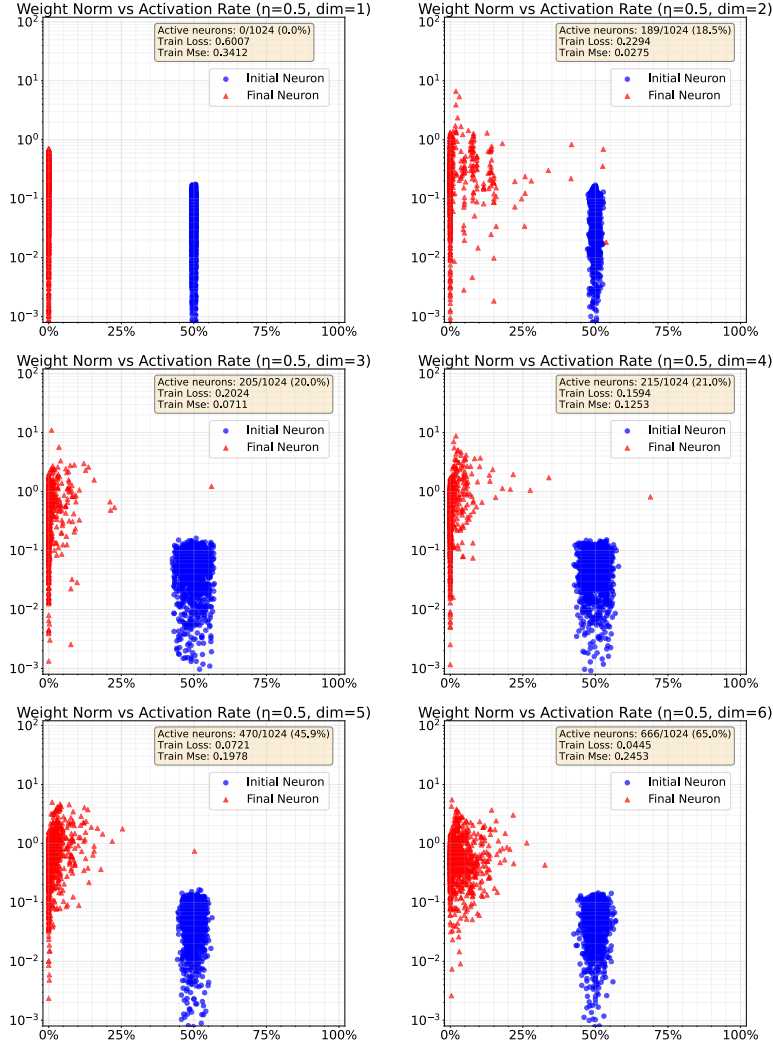 Weight Norm vs Activation Rate (η=0.5, dim=1)
Active neurons: 0/1024 (0.0%)
Train Loss: 0.6007
Train Mse: 0.3412
Initial Neuron
Final Neuron
10²
10¹
10⁰
10⁻¹
10⁻²
10⁻³
0% 25% 50% 75% 100%
Weight Norm vs Activation Rate (η=0.5, dim=2)
Active neurons: 189/1024 (18.5%)
Train Loss: 0.2294
Train Mse: 0.0275
Initial Neuron
Final Neuron
10²
10¹
10⁰
10⁻¹
10⁻²
10⁻³
0% 25% 50% 75% 100%
Weight Norm vs Activation Rate (η=0.5, dim=3)
Active neurons: 205/1024 (20.0%)
Train Loss: 0.2024
Train Mse: 0.0711
Initial Neuron
Final Neuron
10²
10¹
10⁰
10⁻¹
10⁻²
10⁻³
0% 25% 50% 75% 100%
Weight Norm vs Activation Rate (η=0.5, dim=4)
Active neurons: 215/1024 (21.0%)
Train Loss: 0.1594
Train Mse: 0.1253
Initial Neuron
Final Neuron
10²
10¹
10⁰
10⁻¹
10⁻²
10⁻³
0% 25% 50% 75% 100%
Weight Norm vs Activation Rate (η=0.5, dim=5)
Active neurons: 470/1024 (45.9%)
Train Loss: 0.0721
Train Mse: 0.1978
Initial Neuron
Final Neuron
10²
10¹
10⁰
10⁻¹
10⁻²
10⁻³
0% 25% 50% 75% 100%
Weight Norm vs Activation Rate (η=0.5, dim=6)
Active neurons: 666/1024 (65.0%)
Train Loss: 0.0445
Train Mse: 0.2453
Initial Neuron
Final Neuron
10²
10¹
10⁰
10⁻¹
10⁻²
10⁻³
0% 25% 50% 75% 100%